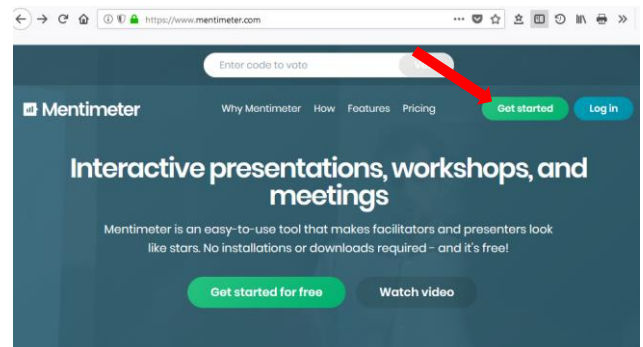 https://www.mentimeter.com
Enter code to vote
Mentimeter
Why Mentimeter How Features Pricing
Get started
Log in
Interactive presentations, workshops, and
meetings
Mentimeter is an easy-to-use tool that makes facilitators and presenters look
like stars. No installations or downloads required – and it's free!
Get started for free
Watch video